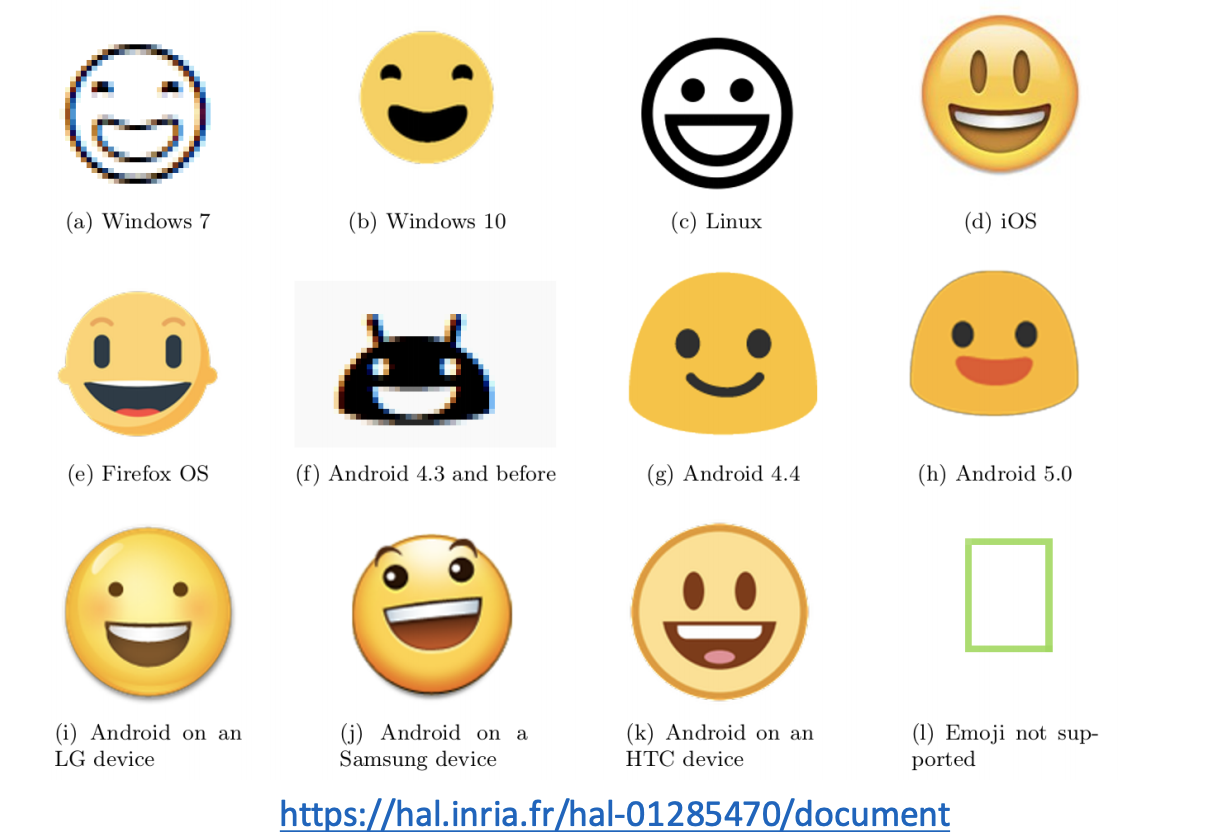 (a) Windows 7
(b) Windows 10
(c) Linux
(d) iOS
(e) Firefox OS
(f) Android 4.3 and before
(g) Android 4.4
(h) Android 5.0
(i) Android on an
LG device
(j) Android on a
Samsung device
(k) Android on an
HTC device
(l) Emoji not sup-
ported
https://hal.inria.fr/hal-01285470/document